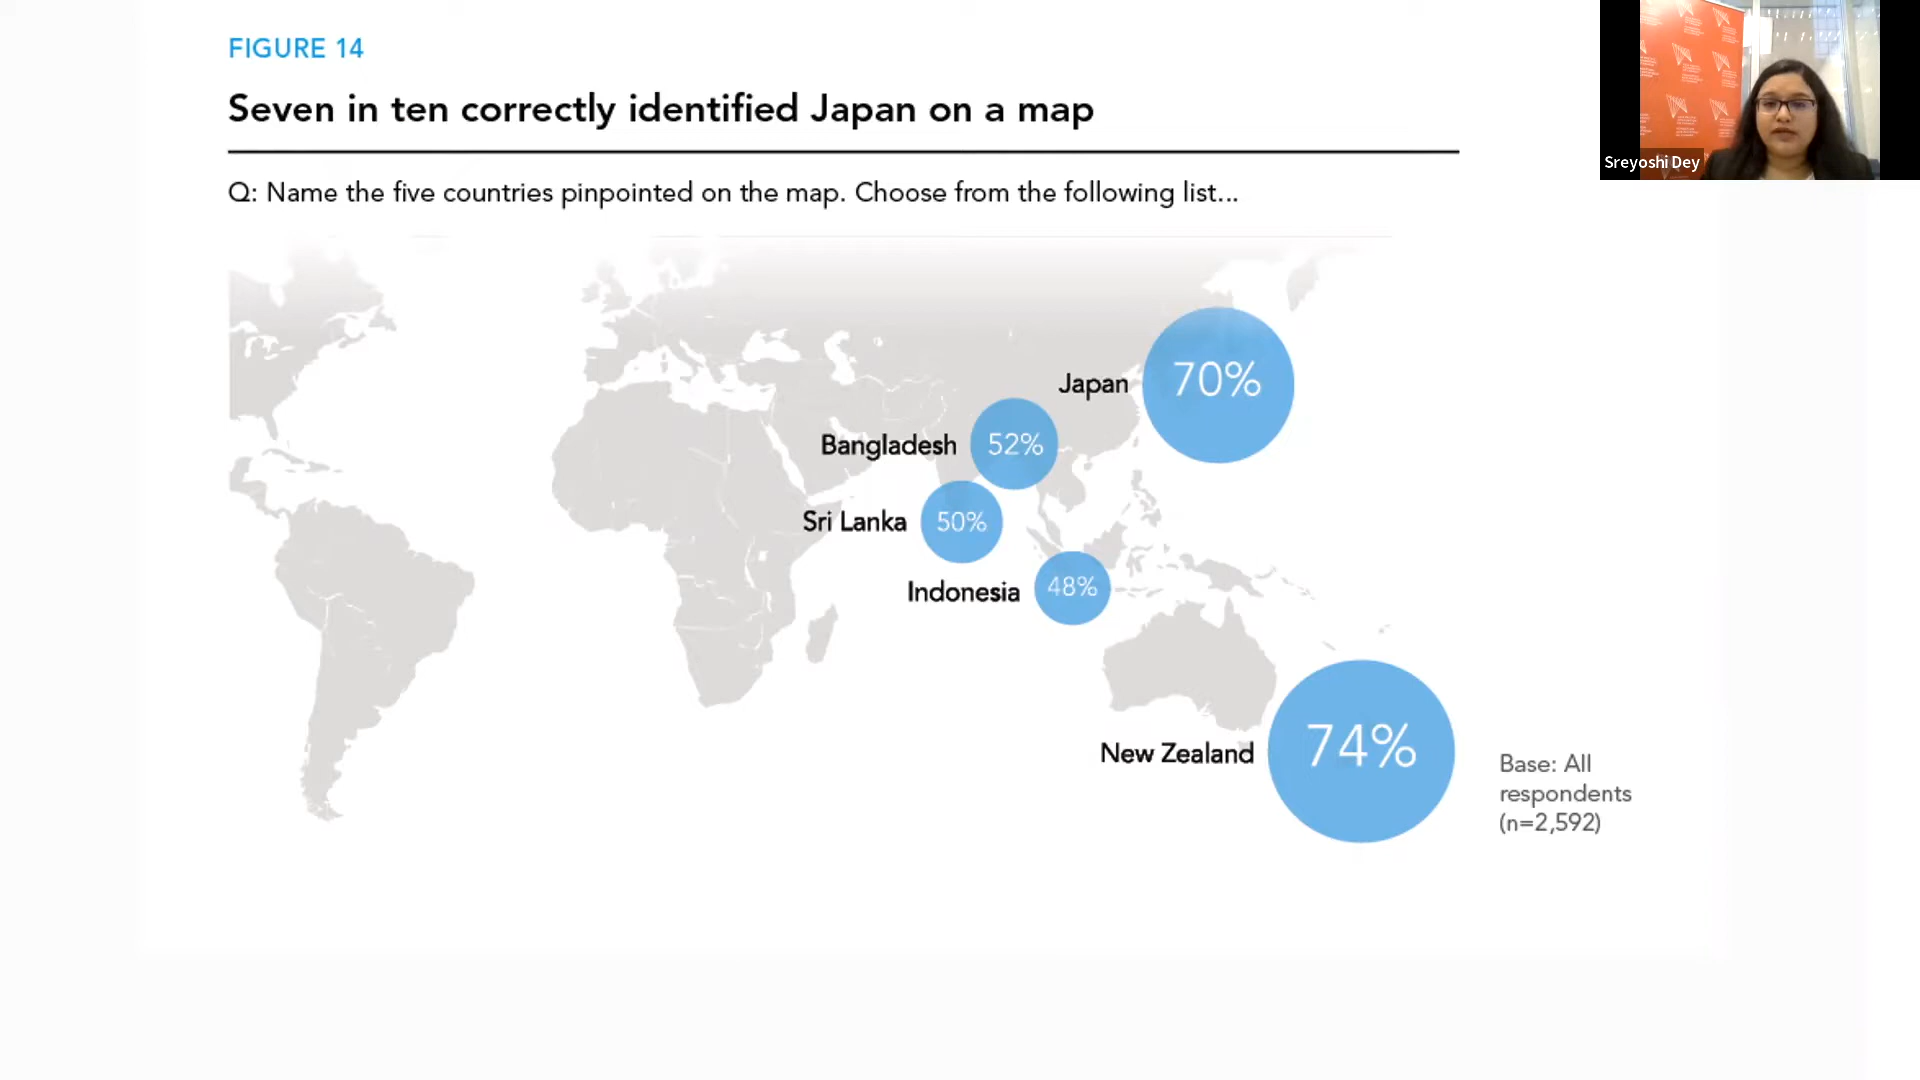 FIGURE 14
Seven in ten correctly identified Japan on a map
Q: Name the five countries pinpointed on the map. Choose from the following list...
Japan 70%
Bangladesh 52%
Sri Lanka 50%
Indonesia 48%
New Zealand 74%
Base: All
respondents
(n=2,592)
Sreyoshi Dey